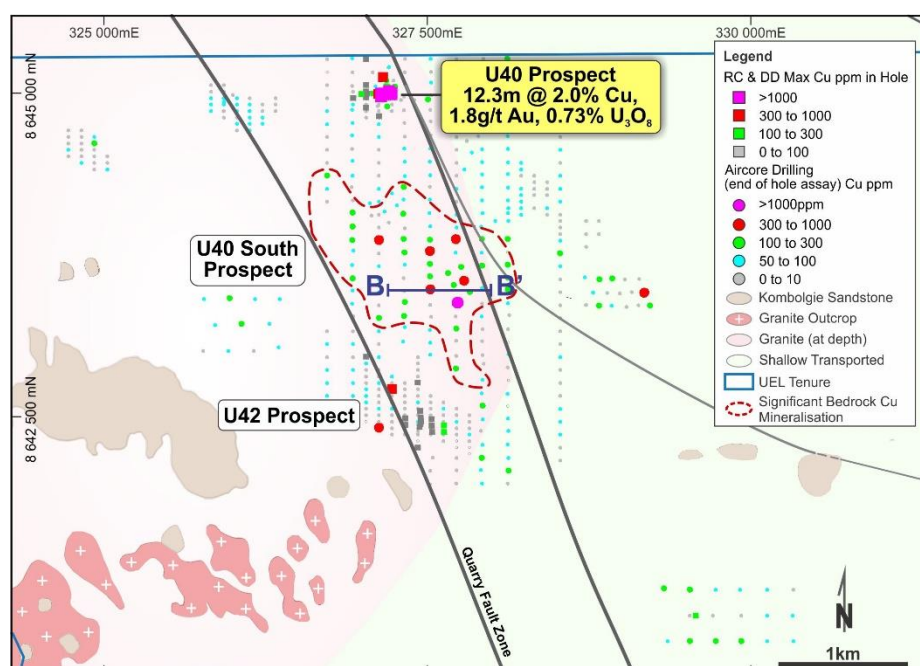 325 000mE
327 500mE
330 000mE
8 645 000 mN
8 642 500 mN
U40 Prospect
12.3m @ 2.0% Cu,
1.8g/t Au, 0.73% U₃O₈
U40 South
Prospect
B
B'
U42 Prospect
Quarry Fault Zone
Legend
RC & DD Max Cu ppm in Hole
>1000
300 to 1000
100 to 300
0 to 100
Aircore Drilling
(end of hole assay) Cu ppm
>1000ppm
300 to 1000
100 to 300
50 to 100
0 to 10
Kombolgie Sandstone
Granite Outcrop
Granite (at depth)
Shallow Transported
UEL Tenure
Significant Bedrock Cu
Mineralisation
N
1km